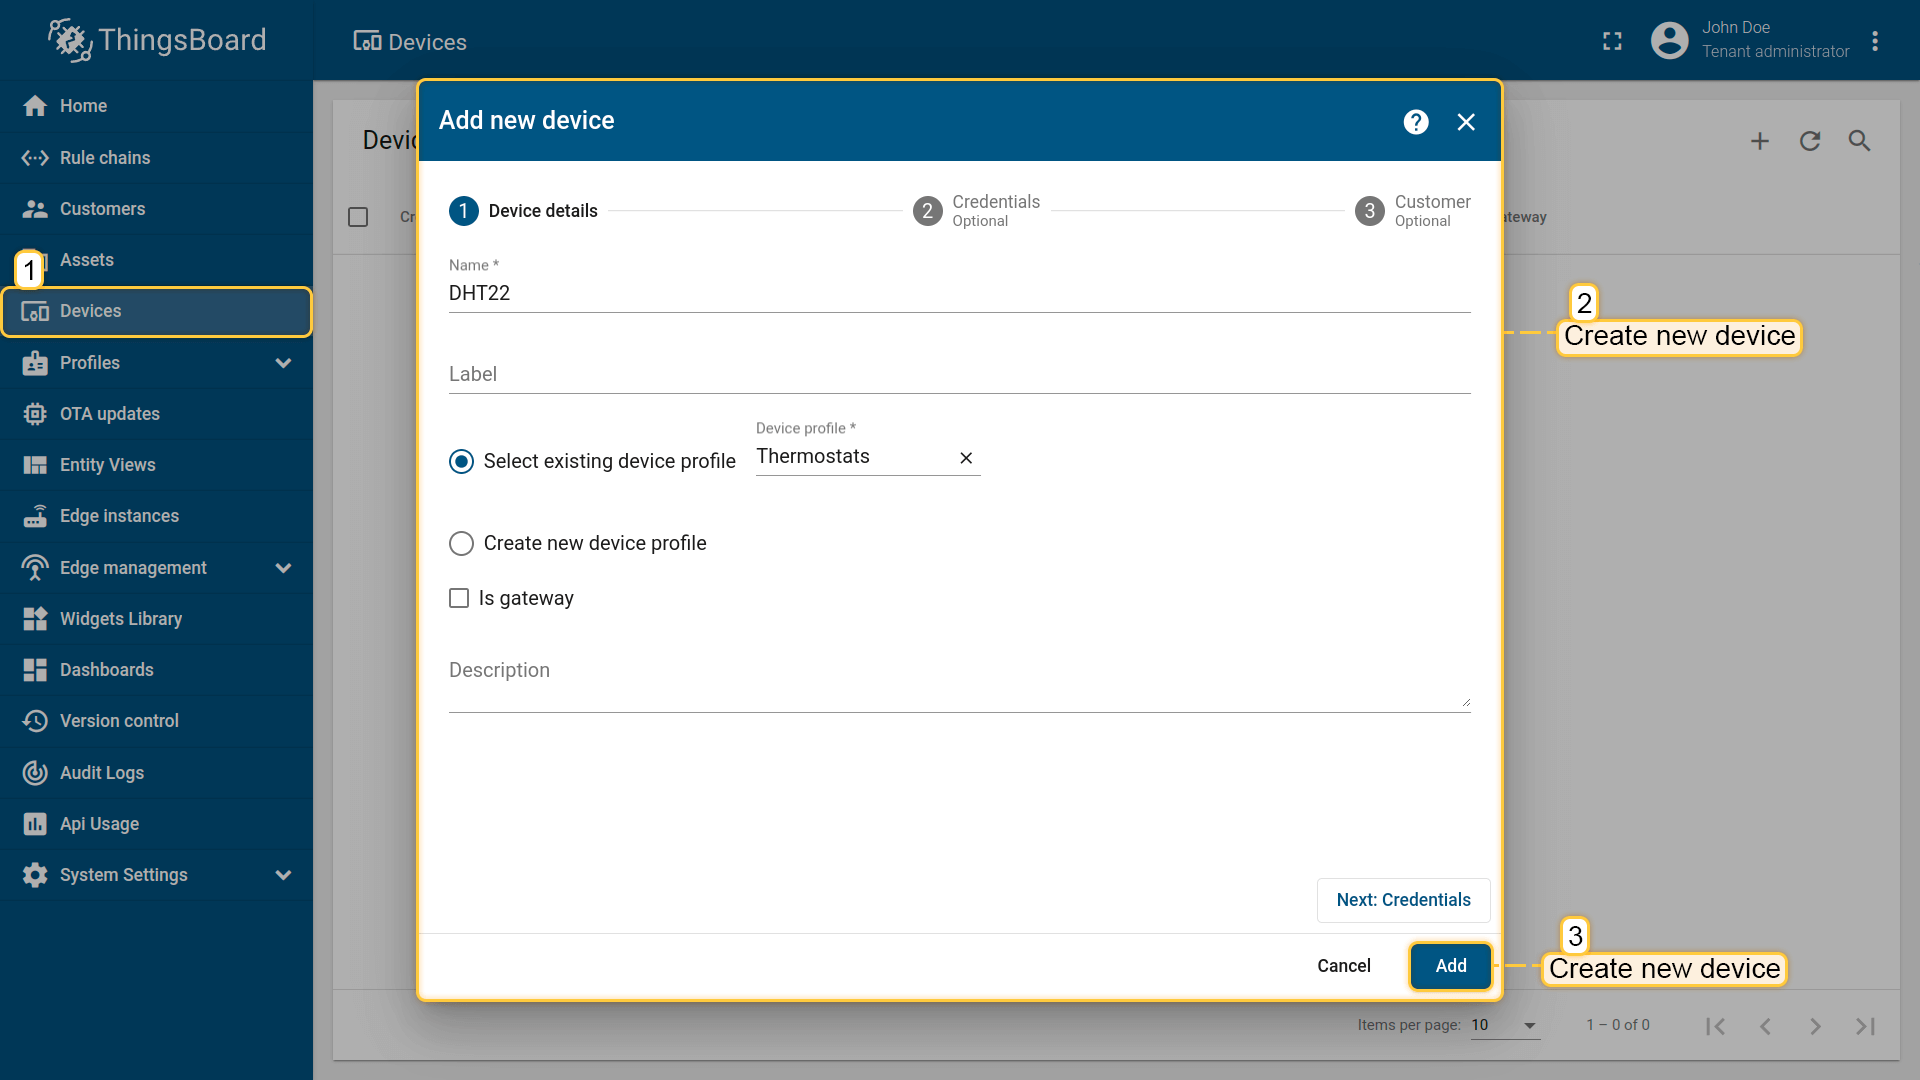 ThingsBoard
Devices
John Doe
Tenant administrator
Home
Rule chains
Customers
Assets
1
Devices
Profiles
OTA updates
Entity Views
Edge instances
Edge management
Widgets Library
Dashboards
Version control
Audit Logs
Api Usage
System Settings
Add new device
?
1 Device details
2 Credentials
Optional
3 Customer
Optional
Name *
DHT22
Label
Select existing device profile
Device profile *
Thermostats
Create new device profile
Is gateway
Description
Next: Credentials
Cancel
Add
2
Create new device
3
Create new device
Items per page: 10
1 – 0 of 0